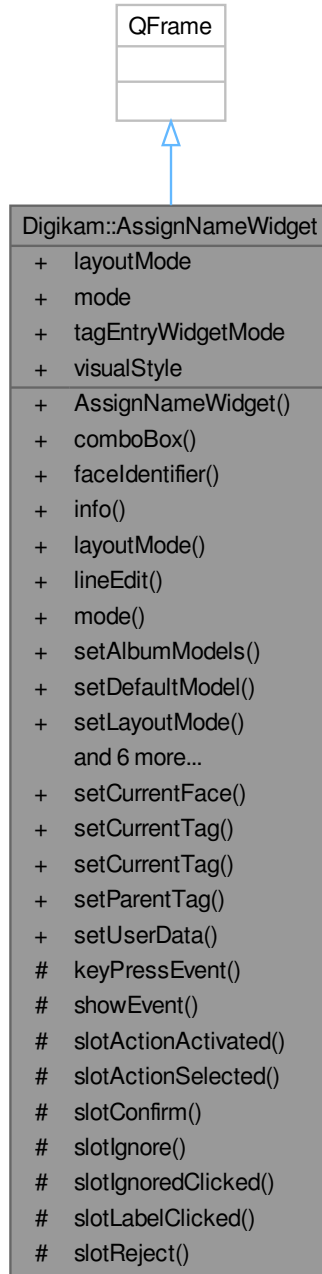 QFrame
Digikam::AssignNameWidget
+ layoutMode
+ mode
+ tagEntryWidgetMode
+ visualStyle
+ AssignNameWidget()
+ comboBox()
+ faceIdentifier()
+ info()
+ layoutMode()
+ lineEdit()
+ mode()
+ setAlbumModels()
+ setDefaultModel()
+ setLayoutMode()
and 6 more...
+ setCurrentFace()
+ setCurrentTag()
+ setCurrentTag()
+ setParentTag()
+ setUserData()
# keyPressEvent()
# showEvent()
# slotActionActivated()
# slotActionSelected()
# slotConfirm()
# slotIgnore()
# slotIgnoredClicked()
# slotLabelClicked()
# slotReject()